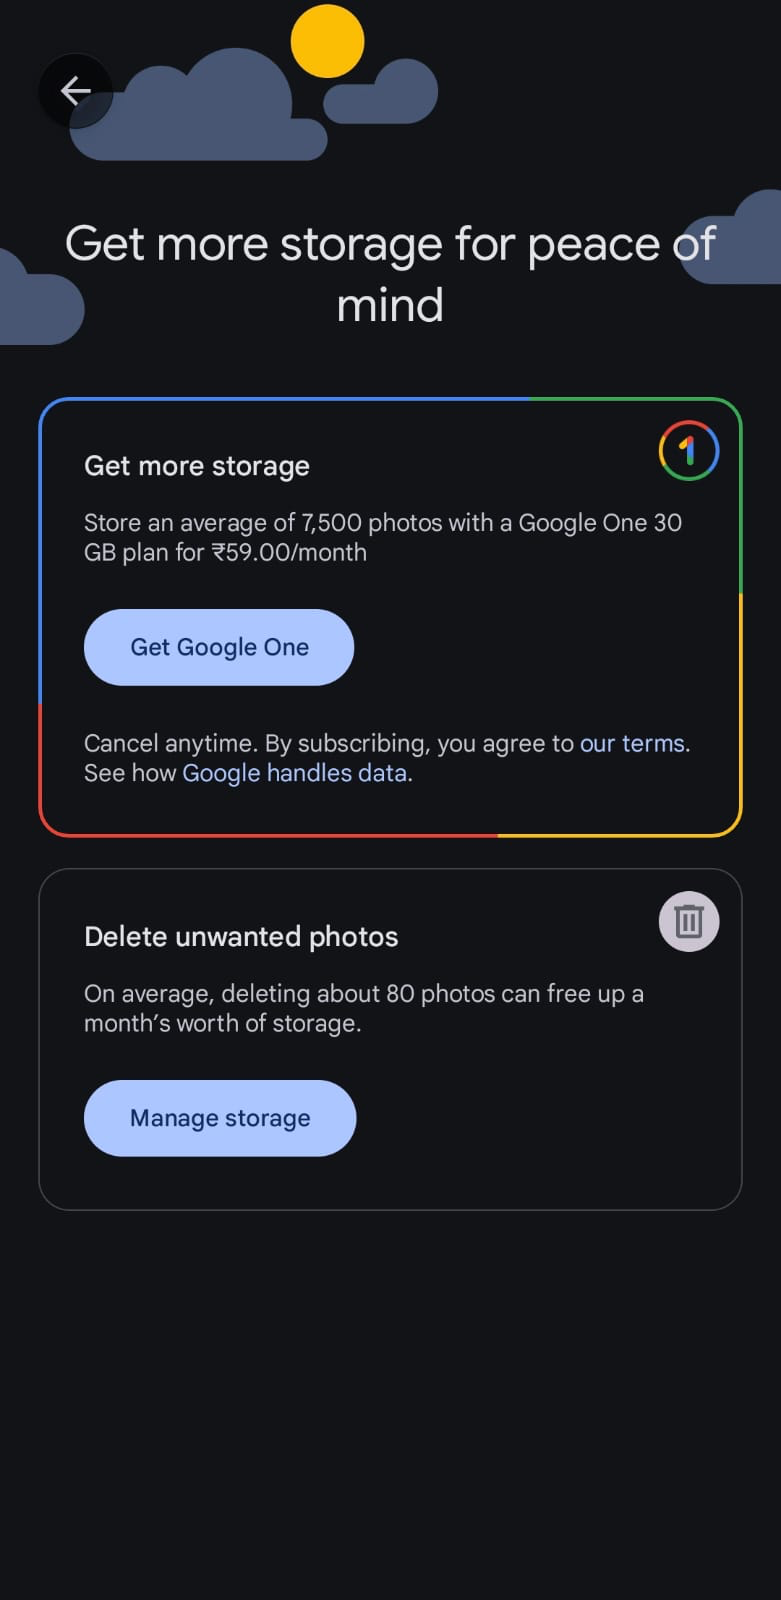 Get more storage for peace of
mind
Get more storage
1
Store an average of 7,500 photos with a Google One 30
GB plan for ₹59.00/month
Get Google One
Cancel anytime. By subscribing, you agree to our terms.
See how Google handles data.
Delete unwanted photos
On average, deleting about 80 photos can free up a
month’s worth of storage.
Manage storage